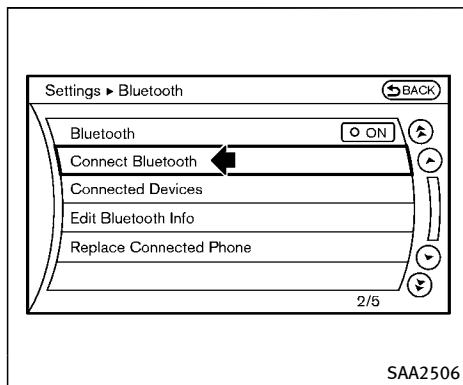 Settings ▸ Bluetooth BACK
Bluetooth ON
Connect Bluetooth
Connected Devices
Edit Bluetooth Info
Replace Connected Phone
2/5
SAA2506